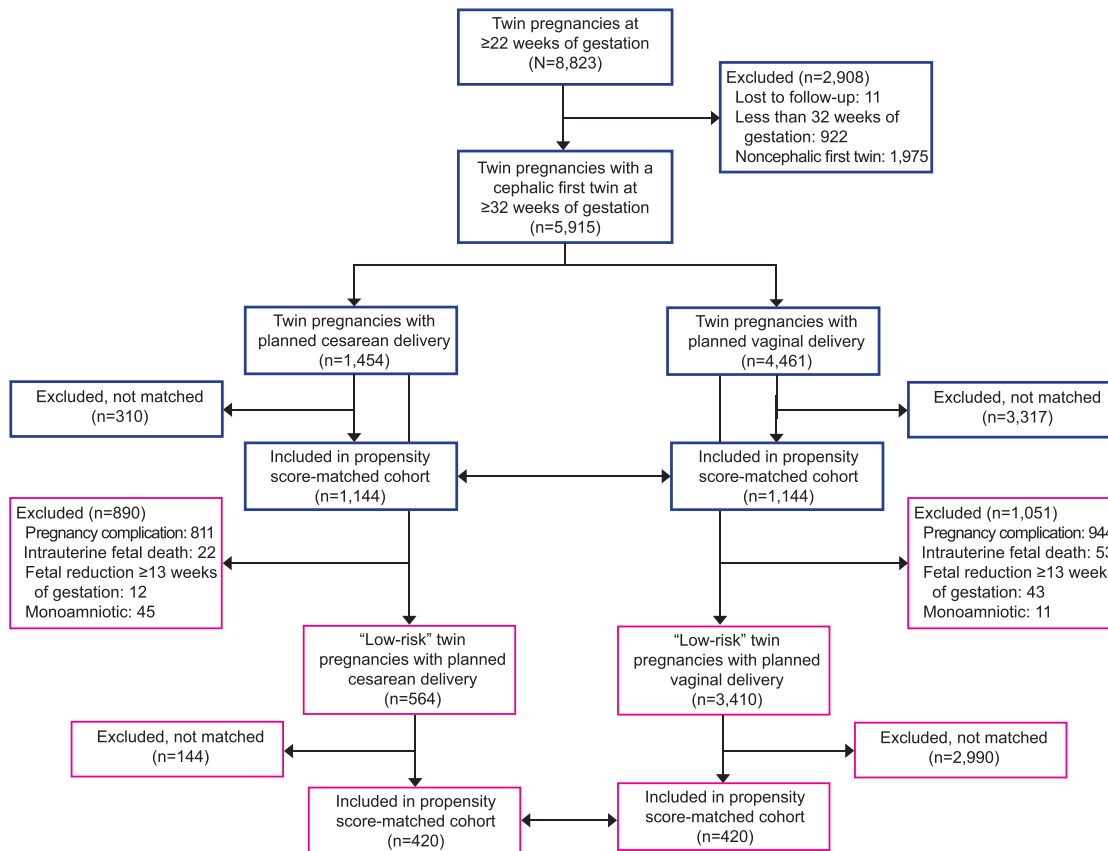 Twin pregnancies at
≥22 weeks of gestation
(N=8,823)
Excluded (n=2,908)
Lost to follow-up: 11
Less than 32 weeks of
gestation: 922
Noncephalic first twin: 1,975
Twin pregnancies with a
cephalic first twin at
≥32 weeks of gestation
(n=5,915)
Twin pregnancies with
planned cesarean delivery
(n=1,454)
Twin pregnancies with
planned vaginal delivery
(n=4,461)
Excluded, not matched
(n=310)
Excluded, not matched
(n=3,317)
Included in propensity
score-matched cohort
(n=1,144)
Included in propensity
score-matched cohort
(n=1,144)
Excluded (n=890)
Pregnancy complication: 811
Intrauterine fetal death: 22
Fetal reduction ≥13 weeks
of gestation: 12
Monoamniotic: 45
Excluded (n=1,051)
Pregnancy complication: 944
Intrauterine fetal death: 53
Fetal reduction ≥13 weeks
of gestation: 43
Monoamniotic: 11
“Low-risk” twin
pregnancies with planned
cesarean delivery
(n=564)
“Low-risk” twin
pregnancies with planned
vaginal delivery
(n=3,410)
Excluded, not matched
(n=144)
Excluded, not matched
(n=2,990)
Included in propensity
score-matched cohort
(n=420)
Included in propensity
score-matched cohort
(n=420)